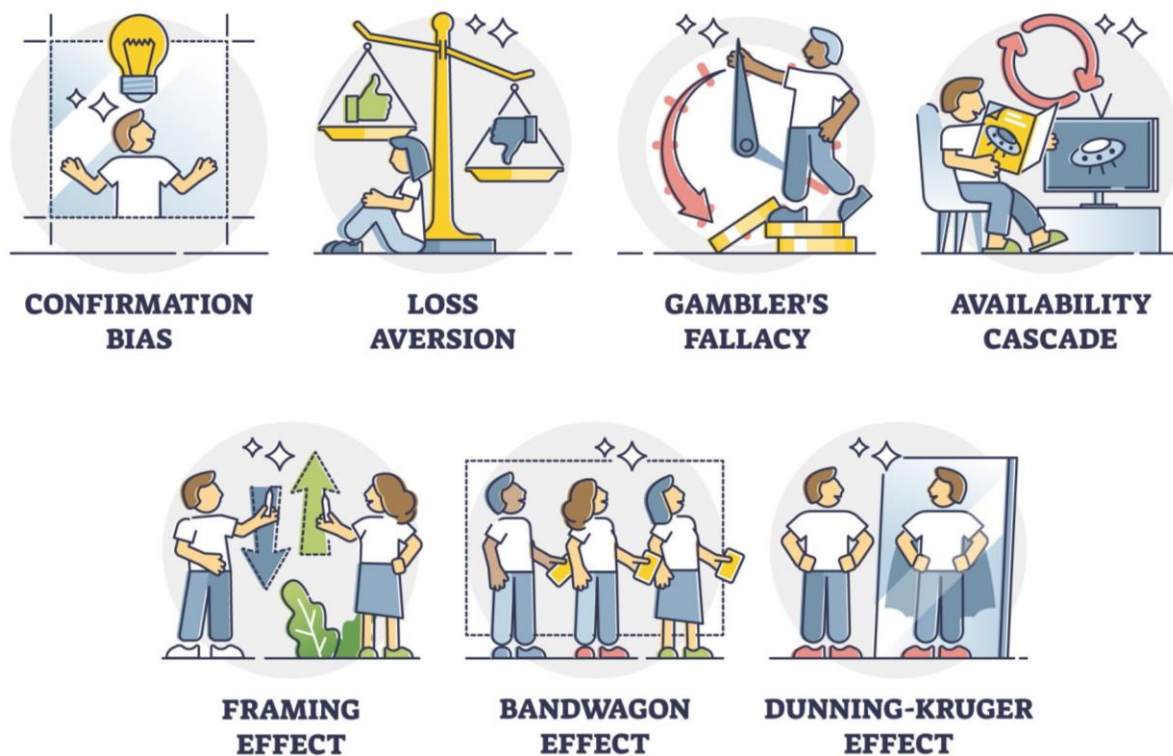 CONFIRMATION
BIAS
LOSS
AVERSION
GAMBLER'S
FALLACY
AVAILABILITY
CASCADE
FRAMING
EFFECT
BANDWAGON
EFFECT
DUNNING-KRUGER
EFFECT